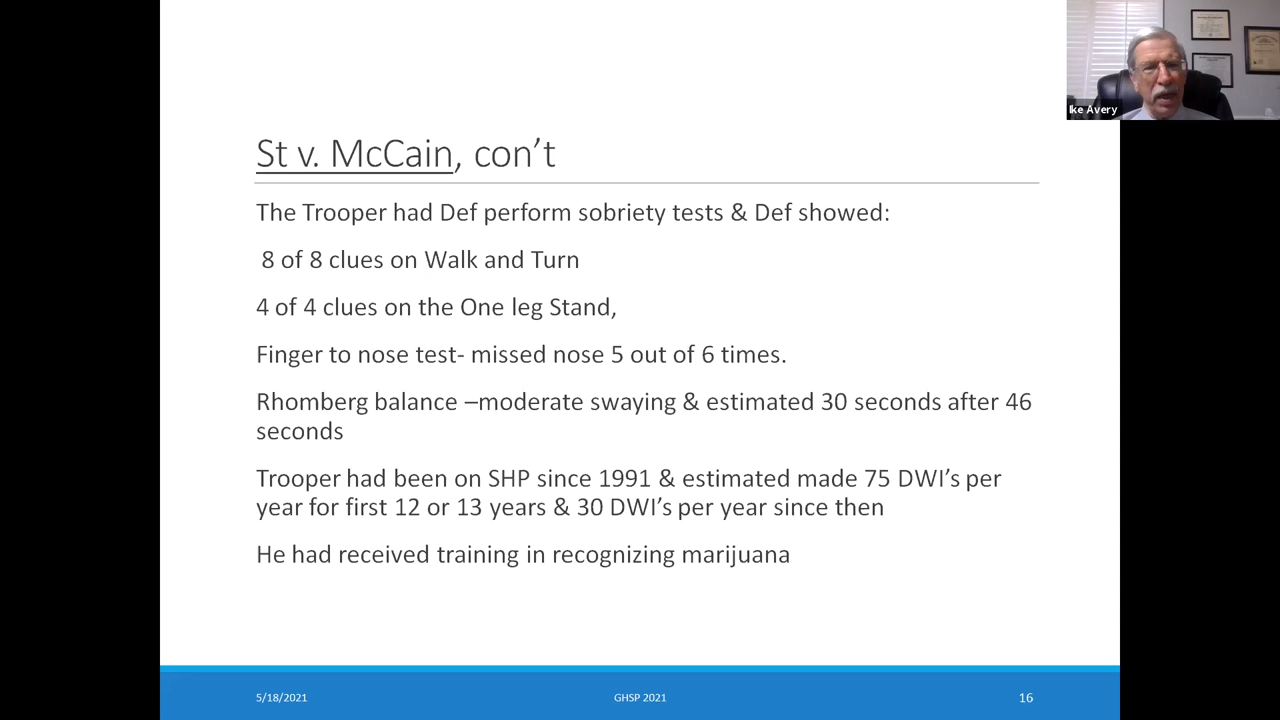 Ike Avery
St v. McCain, con’t
The Trooper had Def perform sobriety tests & Def showed:
8 of 8 clues on Walk and Turn
4 of 4 clues on the One leg Stand,
Finger to nose test- missed nose 5 out of 6 times.
Rhomberg balance –moderate swaying & estimated 30 seconds after 46
seconds
Trooper had been on SHP since 1991 & estimated made 75 DWI’s per
year for first 12 or 13 years & 30 DWI’s per year since then
He had received training in recognizing marijuana
5/18/2021
GHSP 2021
16